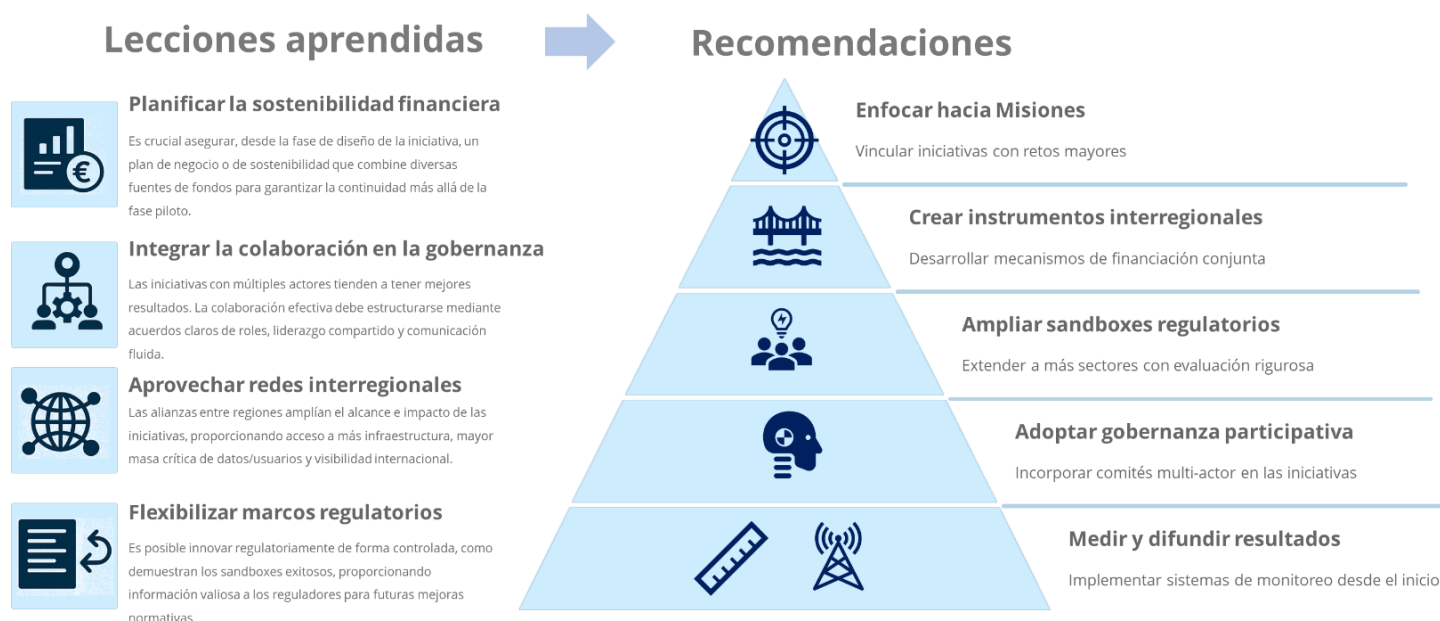 Lecciones aprendidas
Planificar la sostenibilidad financiera
Es crucial asegurar, desde la fase de diseño de la iniciativa, un
plan de negocio o de sostenibilidad que combine diversas
fuentes de fondos para garantizar la continuidad más allá de la
fase piloto.
Integrar la colaboración en la gobernanza
Las iniciativas con múltiples actores tienden a tener mejores
resultados. La colaboración efectiva debe estructurarse mediante
acuerdos claros de roles, liderazgo compartido y comunicación
fluida.
Aprovechar redes interregionales
Las alianzas entre regiones amplían el alcance e impacto de las
iniciativas, proporcionando acceso a más infraestructura, mayor
masa crítica de datos/usuarios y visibilidad internacional.
Flexibilizar marcos regulatorios
Es posible innovar regulatoriamente de forma controlada, como
demuestran los sandboxes exitosos, proporcionando
información valiosa a los reguladores para futuras mejoras
normativas.
Recomendaciones
Enfocar hacia Misiones
Vincular iniciativas con retos mayores
Crear instrumentos interregionales
Desarrollar mecanismos de financiación conjunta
Ampliar sandboxes regulatorios
Extender a más sectores con evaluación rigurosa
Adoptar gobernanza participativa
Incorporar comités multi-actor en las iniciativas
Medir y difundir resultados
Implementar sistemas de monitoreo desde el inicio
€